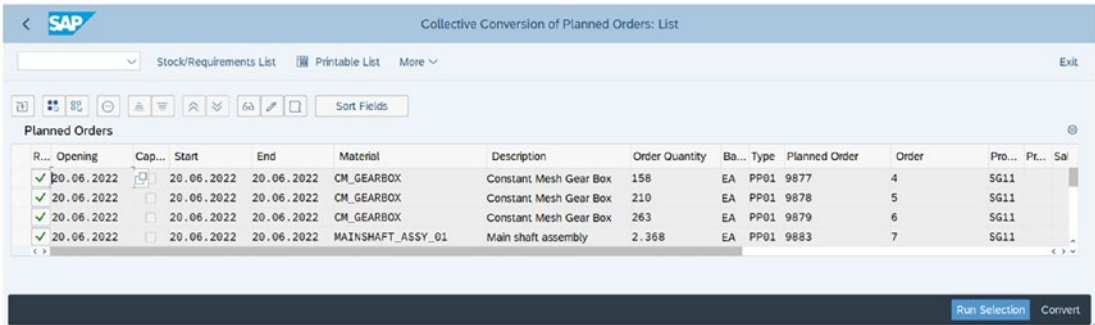 SAP Collective Conversion of Planned Orders: List
Stock/Requirements List Printable List More Exit
Sort Fields
Planned Orders
R... Opening Cap... Start End Material Description Order Quantity Ba... Type Planned Order Order Pro... Pr... Sal
20.06.2022 20.06.2022 20.06.2022 CM_GEARBOX Constant Mesh Gear Box 158 EA PP01 9877 4 SG11
20.06.2022 20.06.2022 20.06.2022 CM_GEARBOX Constant Mesh Gear Box 210 EA PP01 9878 5 SG11
20.06.2022 20.06.2022 20.06.2022 CM_GEARBOX Constant Mesh Gear Box 263 EA PP01 9879 6 SG11
20.06.2022 20.06.2022 20.06.2022 MAINSHAFT_ASSY_01 Main shaft assembly 2.368 EA PP01 9883 7 SG11
Run Selection Convert